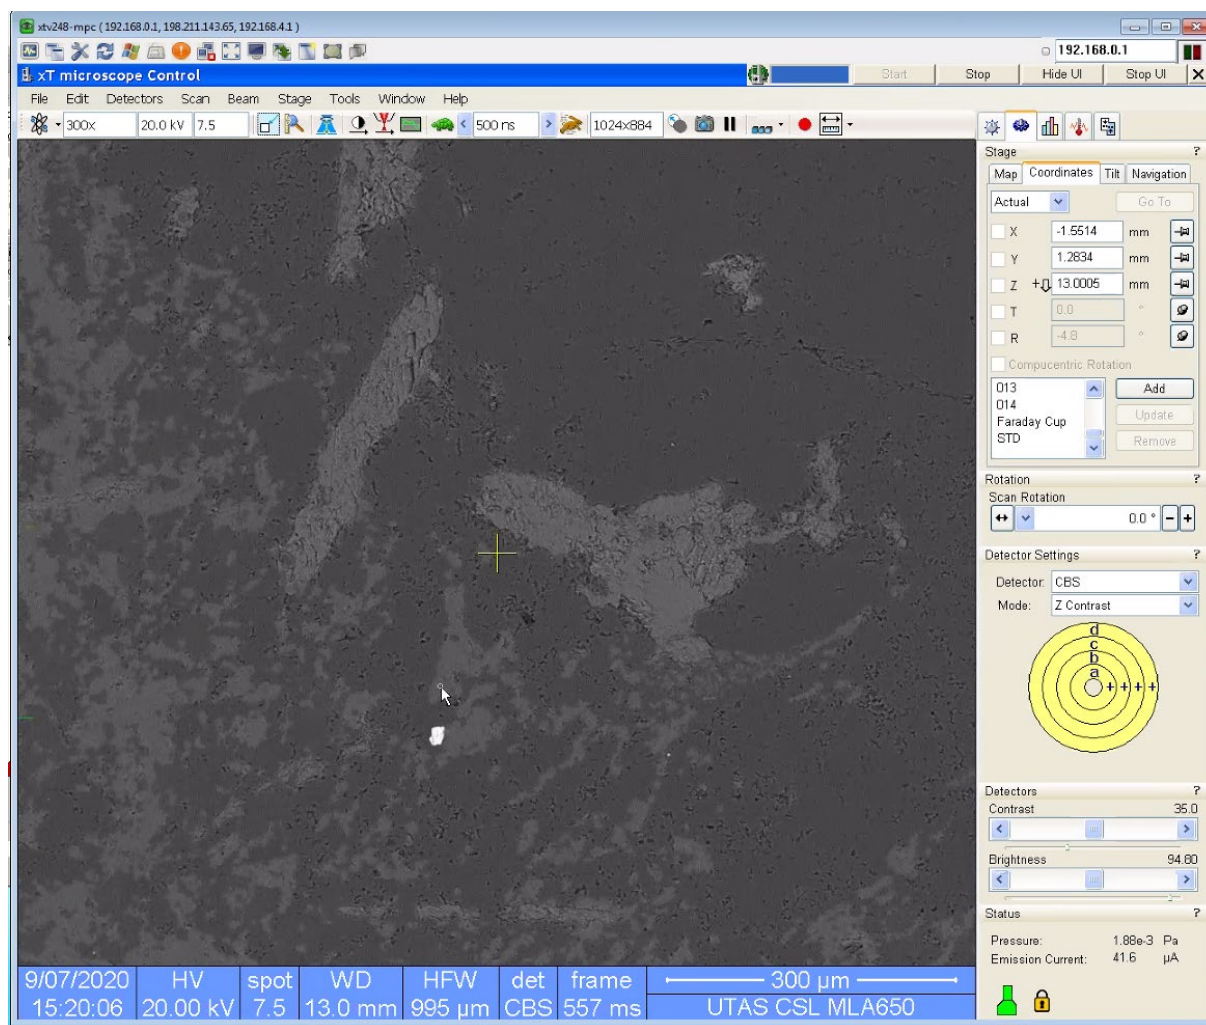 xtv248-mpc ( 192.168.0.1, 198.211.143.65, 192.168.4.1 )
192.168.0.1
xT microscope Control
Start Stop Hide UI Stop UI X
File Edit Detectors Scan Beam Stage Tools Window Help
300x 20.0 kV 7.5 500 ns 1024x884
Stage ?
Map Coordinates Tilt Navigation
Actual Go To
X -1.5514 mm
Y 1.2834 mm
Z 13.0005 mm
T 0.0 °
R -4.8 °
Compucentric Rotation
013
014
Faraday Cup
STD
Add
Update
Remove
Rotation ?
Scan Rotation
0.0 °
Detector Settings ?
Detector: CBS
Mode: Z Contrast
d
c
b
a
+ + + +
Detectors ?
Contrast 35.0
Brightness 94.80
Status ?
Pressure: 1.88e-3 Pa
Emission Current: 41.6 µA
9/07/2020 HV spot WD HFW det frame 300 µm
15:20:06 20.00 kV 7.5 13.0 mm 995 µm CBS 557 ms UTAS CSL MLA650